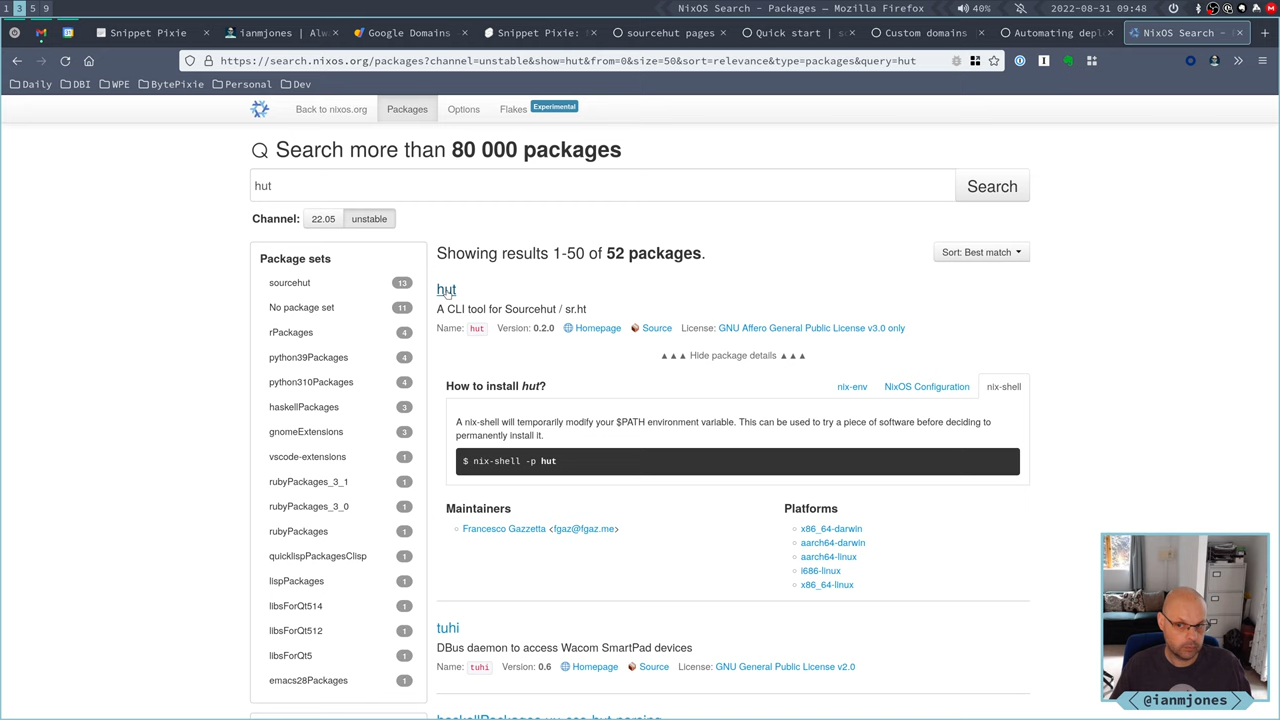 1 3 5 9
NixOS Search - Packages — Mozilla Firefox
40%
2022-08-31 09:48
Snippet Pixie
ianmjones / Alwa
Google Domains
Snippet Pixie: N
sourcehut pages
Quick start | s
Custom domains
Automating deplo
NixOS Search - P
https://search.nixos.org/packages?channel=unstable&show=hut&from=0&size=50&sort=relevance&type=packages&query=hut
Daily
DBI
WPE
BytePixie
Personal
Dev
Back to nixos.org
Packages
Options
Flakes
Experimental
Search more than 80 000 packages
hut
Search
Channel:
22.05
unstable
Package sets
sourcehut 13
No package set 11
rPackages 4
python39Packages 4
python310Packages 4
haskellPackages 3
gnomeExtensions 3
vscode-extensions 1
rubyPackages_3_1 1
rubyPackages_3_0 1
rubyPackages 1
quicklispPackagesClisp 1
lispPackages 1
libsForQt514 1
libsForQt512 1
libsForQt5 1
emacs28Packages 1
Showing results 1-50 of 52 packages.
Sort: Best match
hut
A CLI tool for Sourcehut / sr.ht
Name: hut Version: 0.2.0 Homepage Source License: GNU Affero General Public License v3.0 only
▲▲▲ Hide package details ▲▲▲
How to install hut?
nix-env
NixOS Configuration
nix-shell
A nix-shell will temporarily modify your $PATH environment variable. This can be used to try a piece of software before deciding to
permanently install it.
$ nix-shell -p hut
Maintainers
Francesco Gazzetta <fgaz@fgaz.me>
Platforms
x86_64-darwin
aarch64-darwin
aarch64-linux
i686-linux
x86_64-linux
tuhi
DBus daemon to access Wacom SmartPad devices
Name: tuhi Version: 0.6 Homepage Source License: GNU General Public License v2.0
@ianmjones